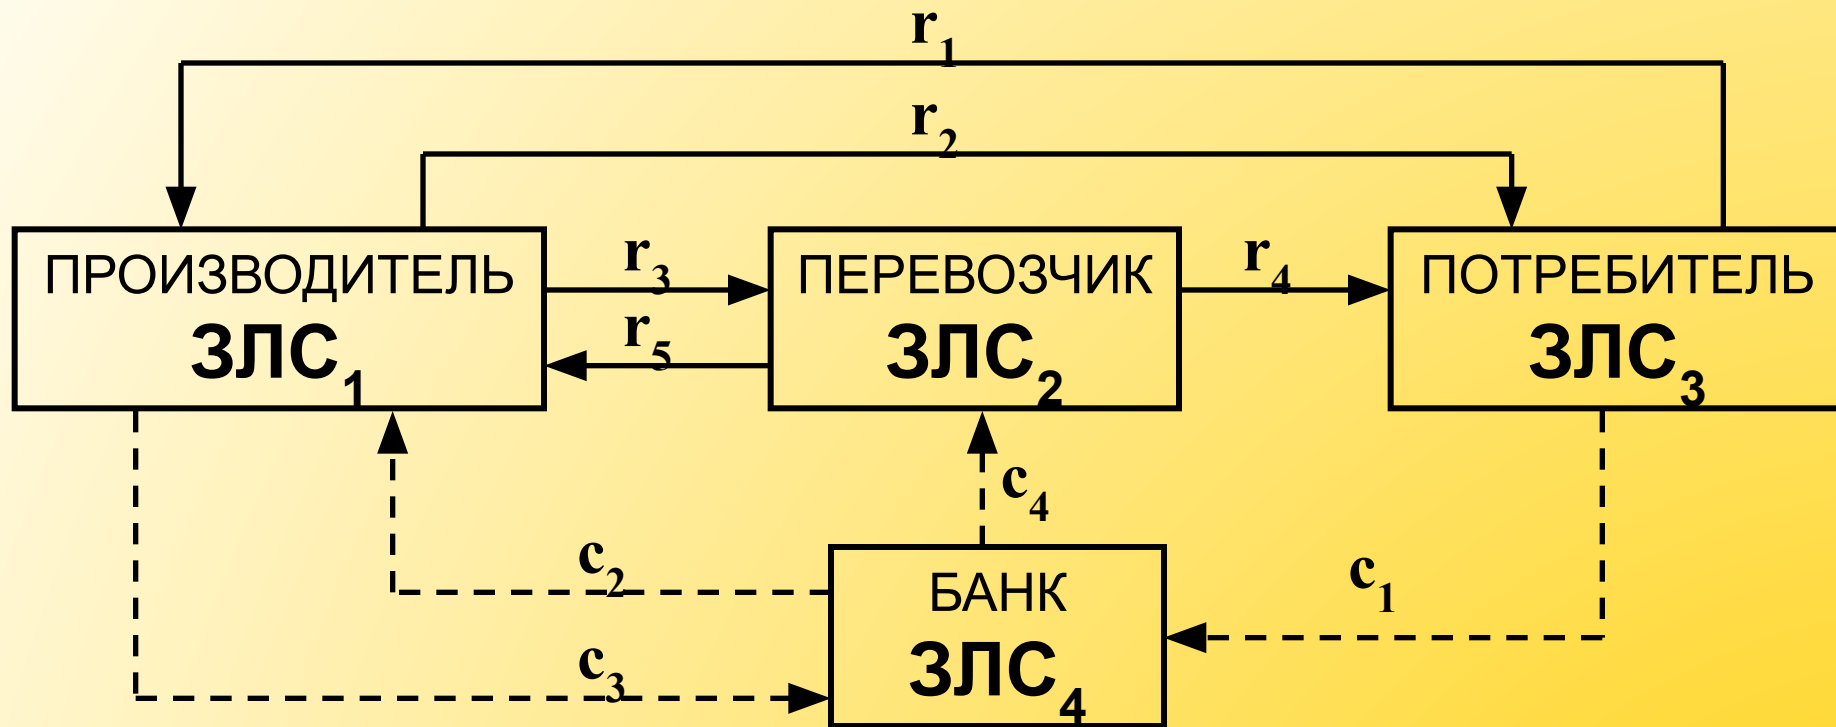 r₁
r₂
ПРОИЗВОДИТЕЛЬ
ЗЛС₁
r₃
r₅
ПЕРЕВОЗЧИК
ЗЛС₂
r₄
ПОТРЕБИТЕЛЬ
ЗЛС₃
c₄
c₂
c₁
БАНК
ЗЛС₄
c₃